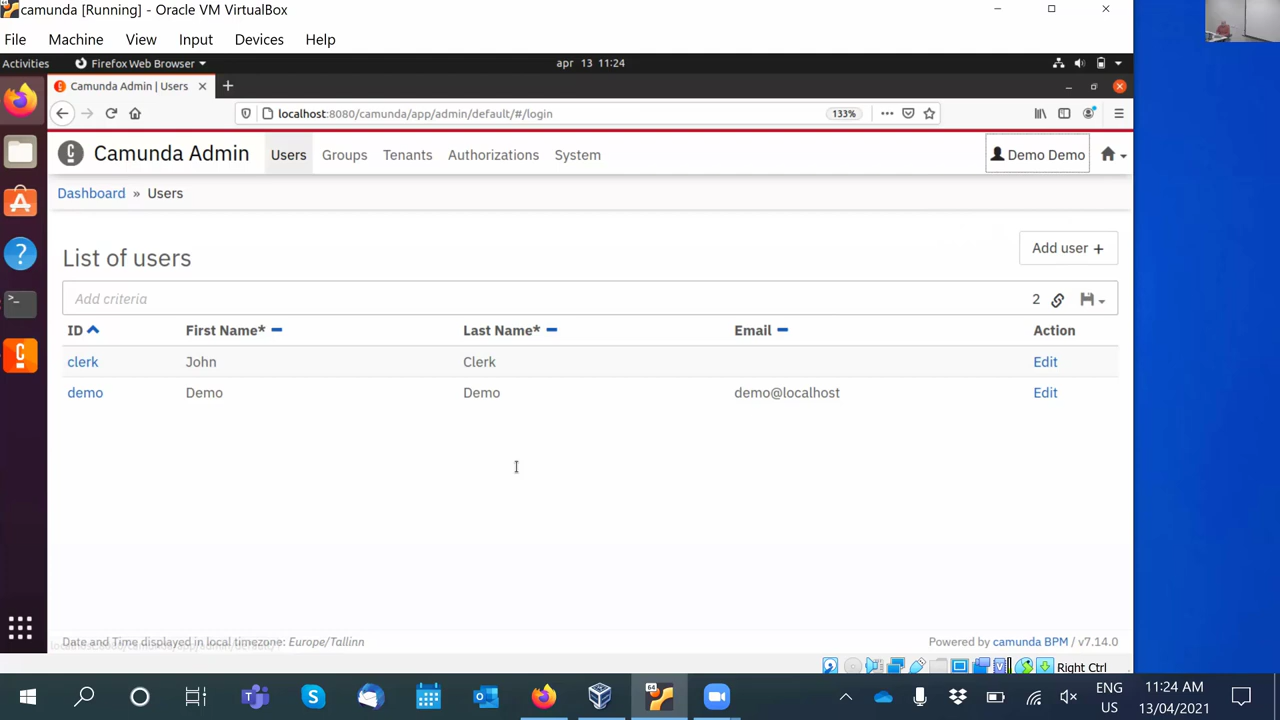 camunda [Running] - Oracle VM VirtualBox
File Machine View Input Devices Help
Activities Firefox Web Browser apr 13 11:24
Camunda Admin | Users
localhost:8080/camunda/app/admin/default/#/login 133%
Camunda Admin Users Groups Tenants Authorizations System Demo Demo
Dashboard » Users
List of users Add user +
Add criteria 2
ID First Name* Last Name* Email Action
clerk John Clerk Edit
demo Demo Demo demo@localhost Edit
Date and Time displayed in local timezone: Europe/Tallinn Powered by camunda BPM / v7.14.0
Right Ctrl
ENG 11:24 AM
US 13/04/2021